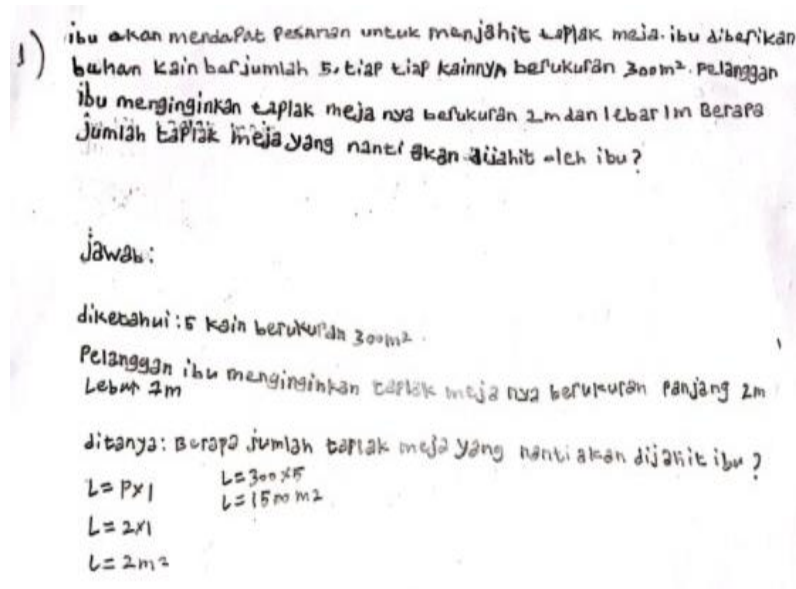 1) ibu akan mendapat pesanan untuk menjahit taplak meja. ibu diberikan
bahan kain berjumlah 5. tiap tiap kainnya berukuran 300m². Pelanggan
ibu menginginkan taplak meja nya berukuran 2m dan lebar 1m Berapa
jumlah taplak meja yang nanti akan dijahit oleh ibu?
jawab:
diketahui: 5 kain berukuran 300m².
Pelanggan ibu menginginkan taplak meja nya berukuran panjang 2m
Lebar 1m
ditanya: Berapa jumlah taplak meja yang nanti akan dijahit ibu?
L = P x l
L = 300 x 5
L = 1500 m2
L = 2 x 1
L = 2m²